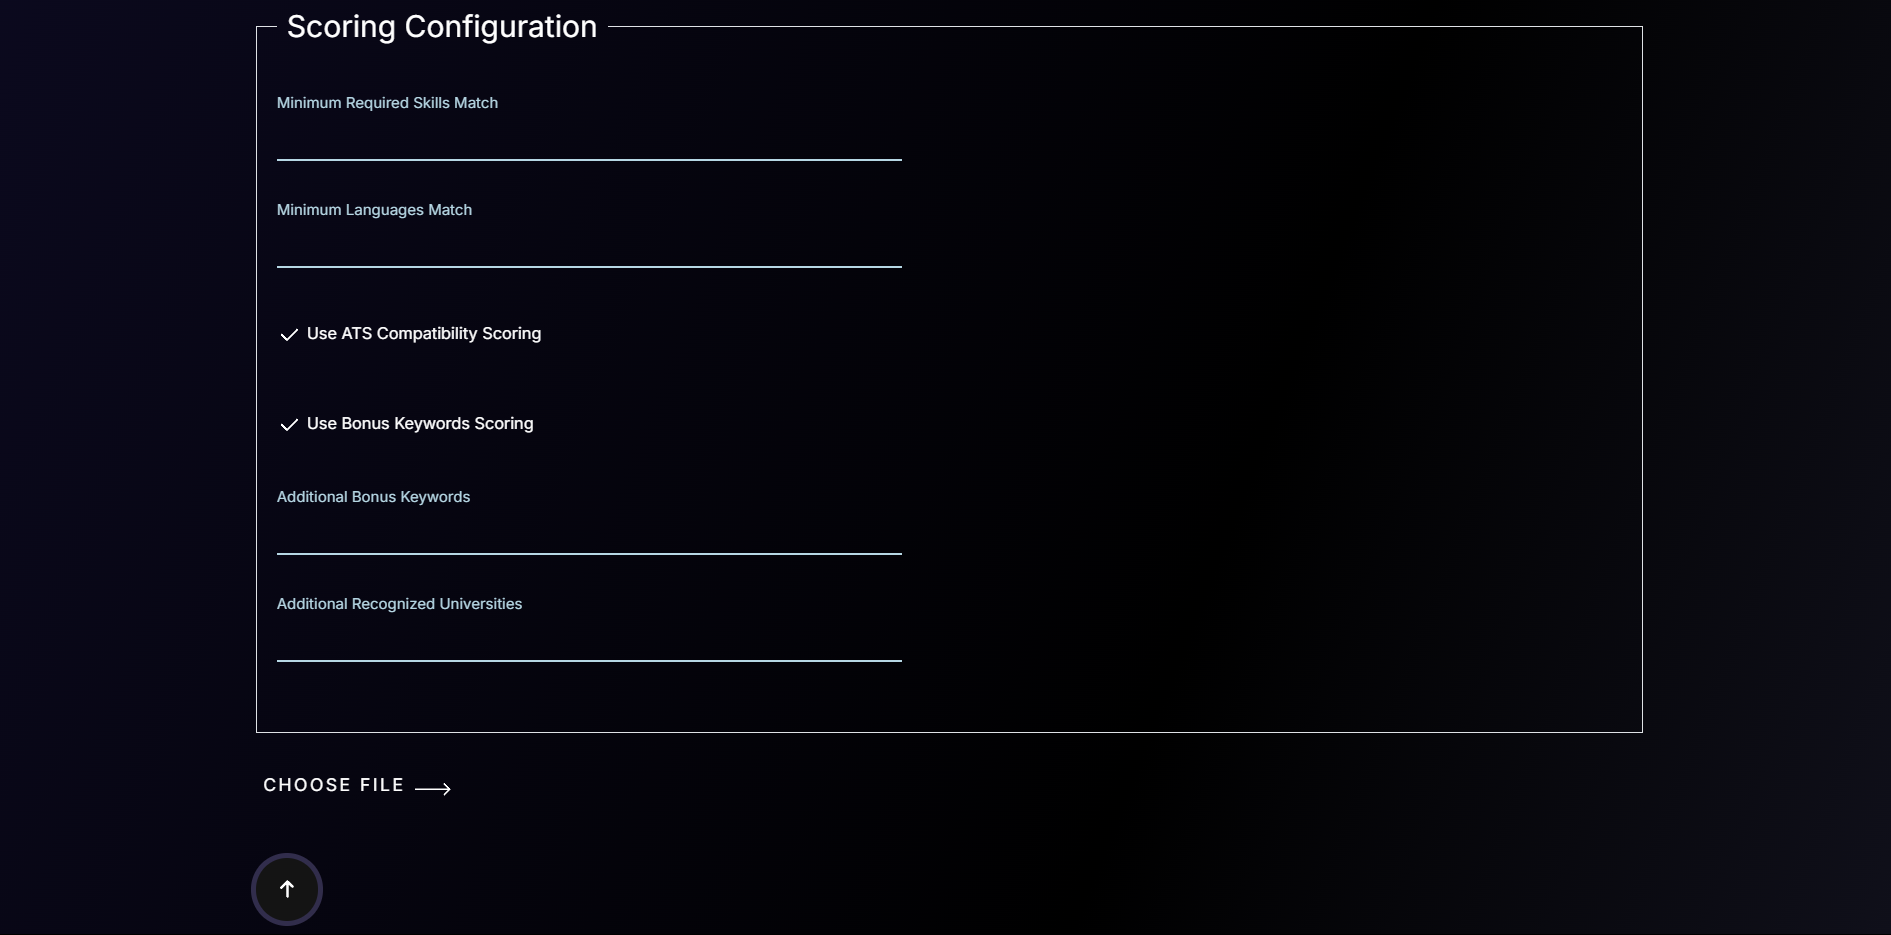 Scoring Configuration
Minimum Required Skills Match
Minimum Languages Match
Use ATS Compatibility Scoring
Use Bonus Keywords Scoring
Additional Bonus Keywords
Additional Recognized Universities
CHOOSE FILE